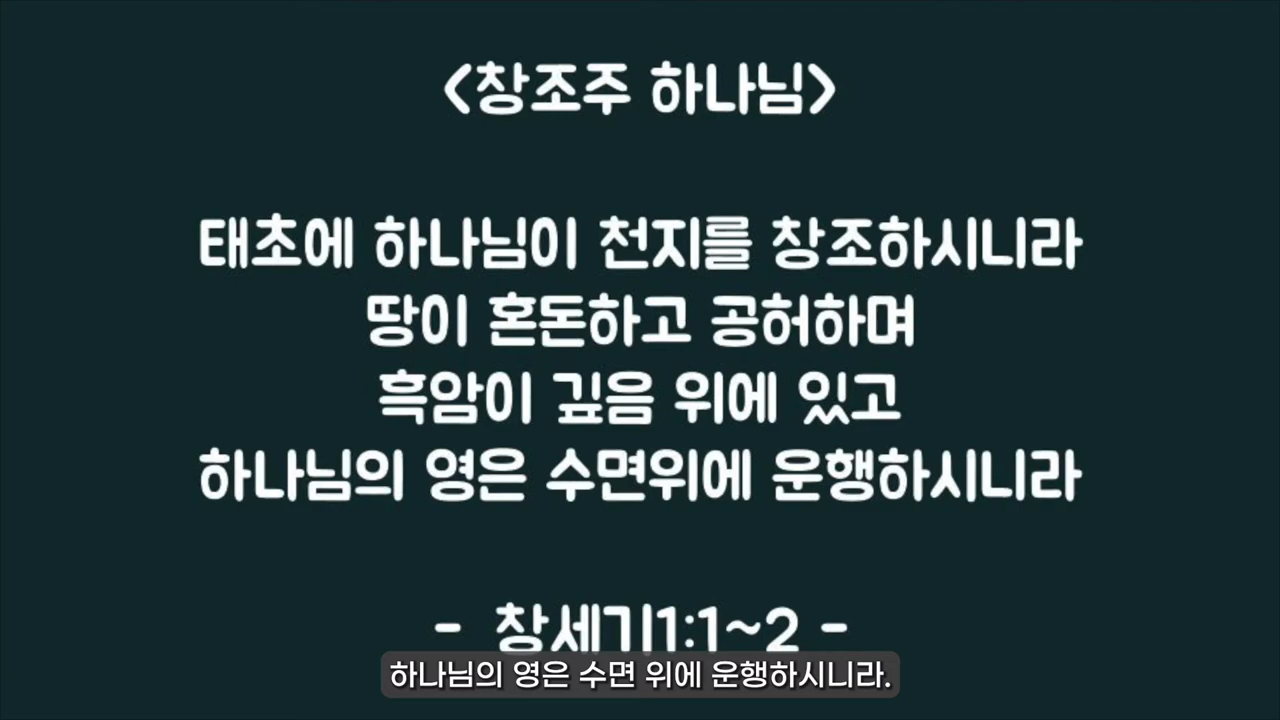 <창조주 하나님>
태초에 하나님이 천지를 창조하시니라
땅이 혼돈하고 공허하며
흑암이 깊음 위에 있고
하나님의 영은 수면위에 운행하시니라
- 창세기1:1~2 -
하나님의 영은 수면 위에 운행하시니라.